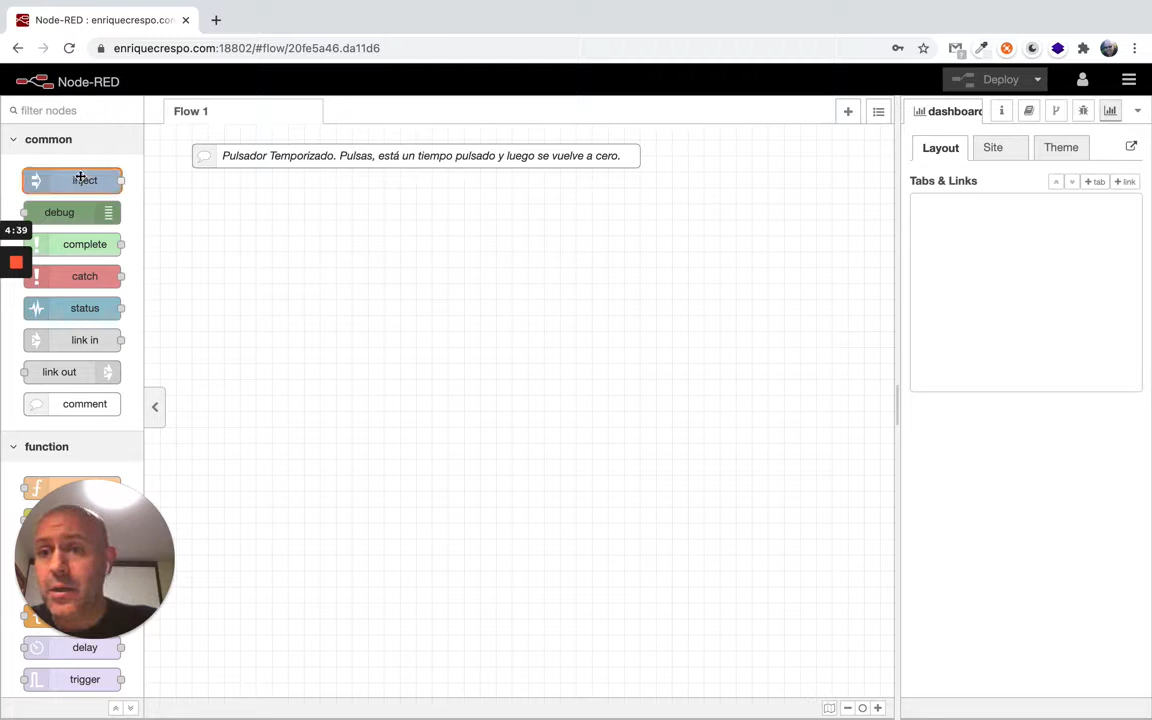 Node-RED : enriquecrespo.con
enriquecrespo.com:18802/#flow/20fe5a46.da11d6
7
Node-RED
Deploy
filter nodes
Flow 1
dashboard
common
Pulsador Temporizado. Pulsas, está un tiempo pulsado y luego se vuelve a cero.
Layout
Site
Theme
inject
Tabs & Links
tab
link
debug
4:39
complete
catch
status
link in
link out
comment
function
delay
trigger